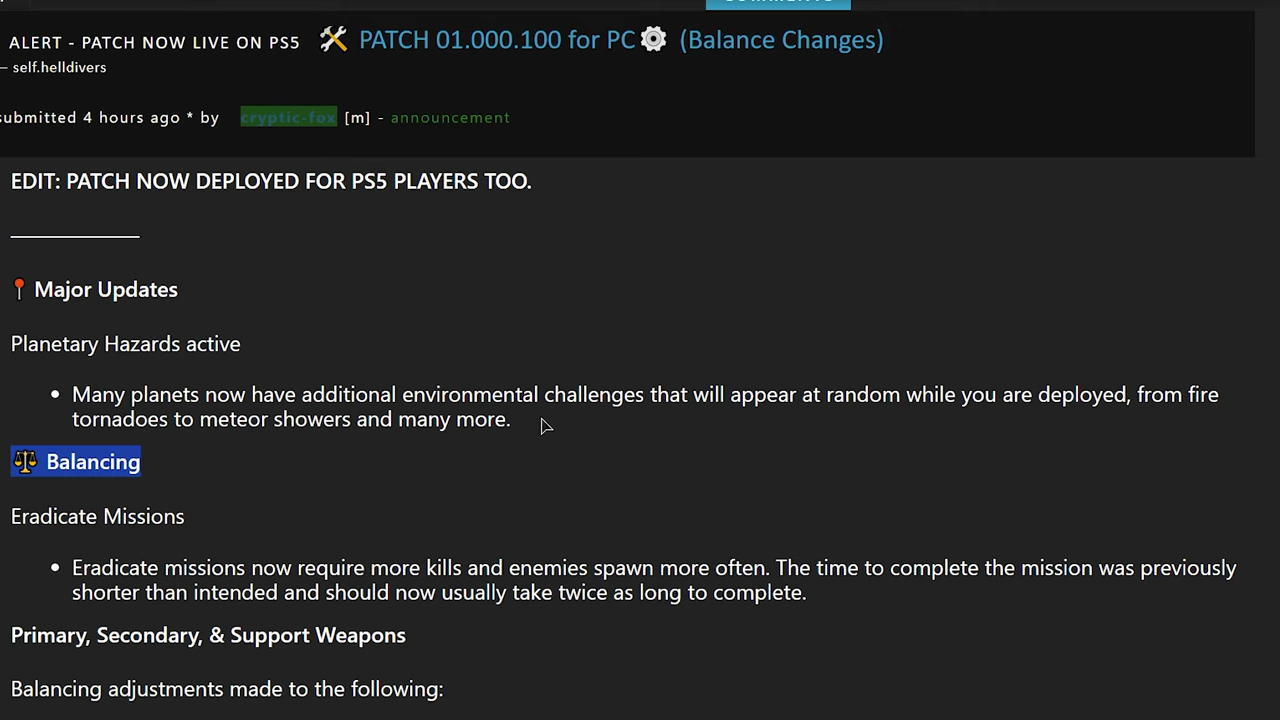 ALERT - PATCH NOW LIVE ON PS5 🛠 PATCH 01.000.100 for PC⚙ (Balance Changes)
– self.helldivers
submitted 4 hours ago * by cryptic-fox [m] - announcement
EDIT: PATCH NOW DEPLOYED FOR PS5 PLAYERS TOO.
📍 Major Updates
Planetary Hazards active
• Many planets now have additional environmental challenges that will appear at random while you are deployed, from fire
tornadoes to meteor showers and many more.
⚖ Balancing
Eradicate Missions
• Eradicate missions now require more kills and enemies spawn more often. The time to complete the mission was previously
shorter than intended and should now usually take twice as long to complete.
Primary, Secondary, & Support Weapons
Balancing adjustments made to the following: